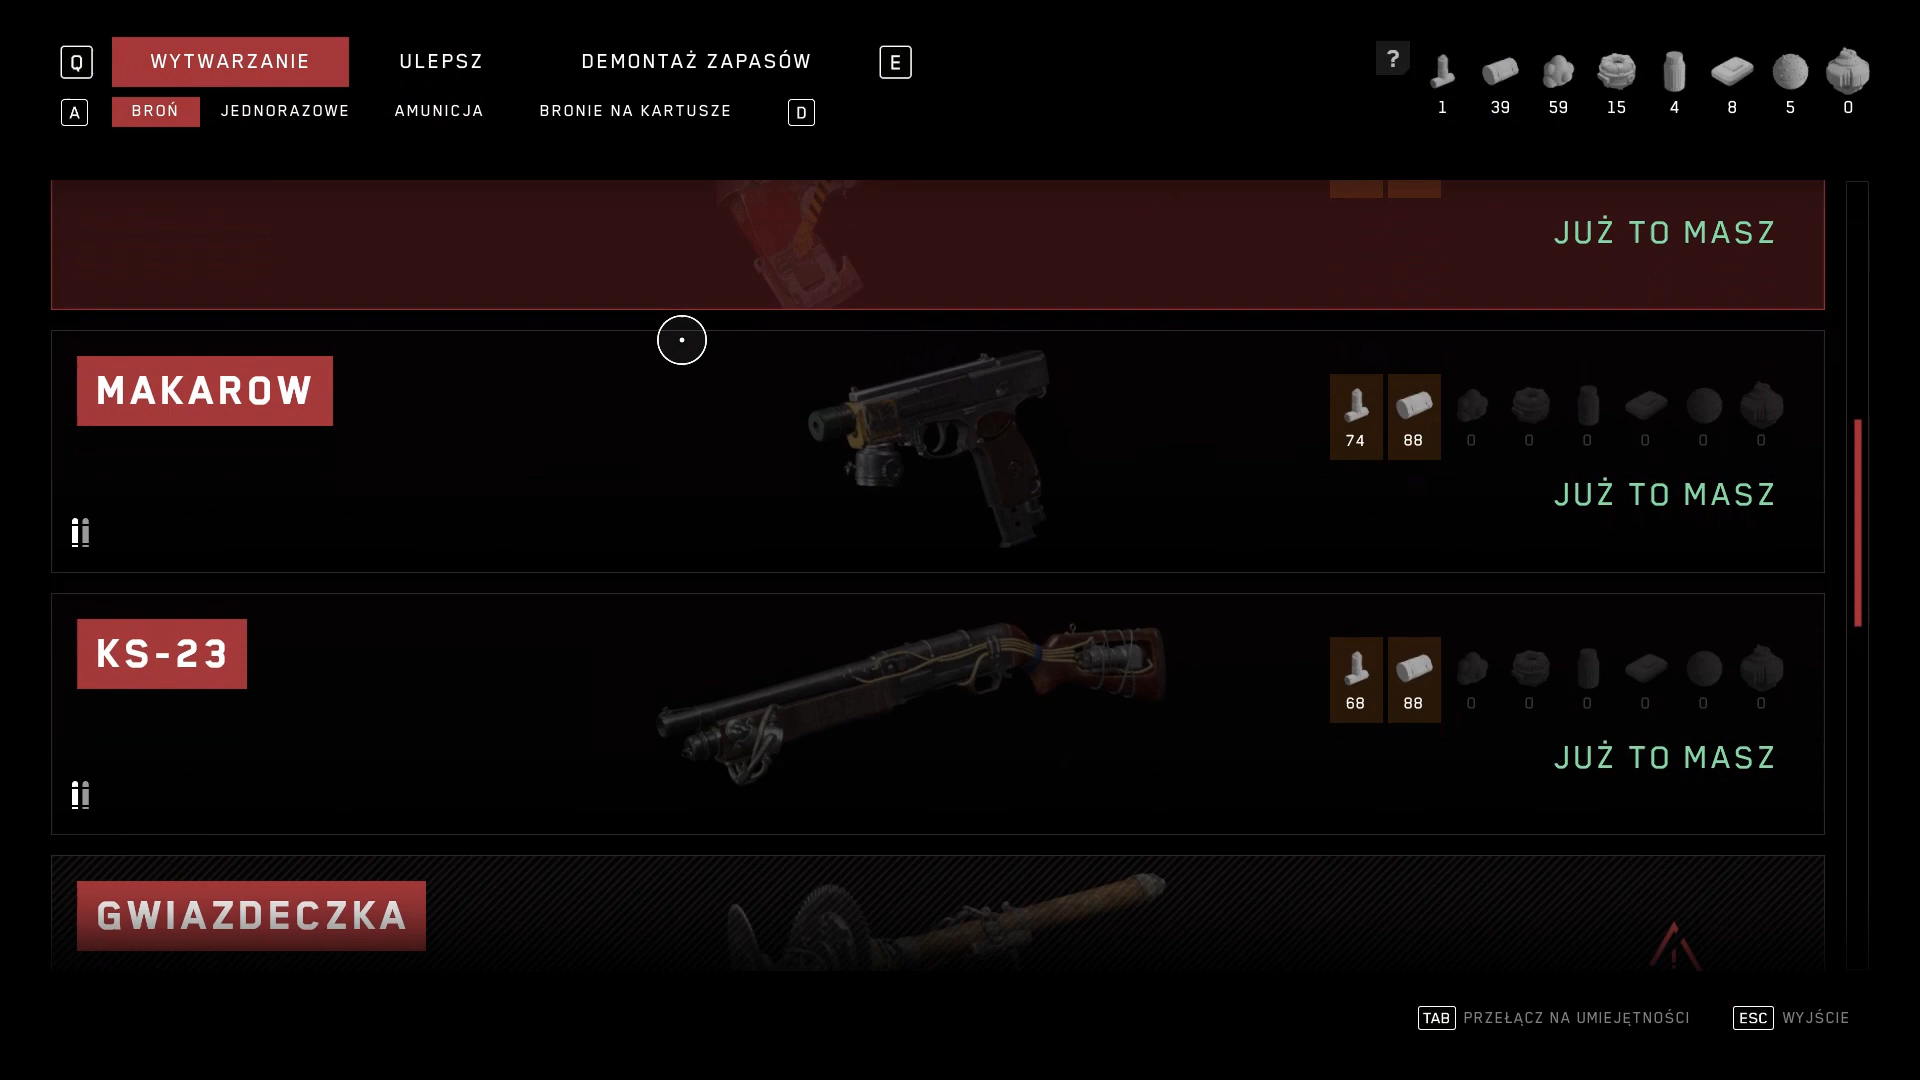 Q WYTWARZANIE ULEPSZ DEMONTAŻ ZAPASÓW E
A BROŃ JEDNORAZOWE AMUNICJA BRONIE NA KARTUSZE D
?
1 39 59 15 4 8 5 0
JUŻ TO MASZ
MAKAROW
74 88 0 0 0 0 0 0
JUŻ TO MASZ
KS-23
68 88 0 0 0 0 0 0
JUŻ TO MASZ
GWIAZDECZKA
TAB PRZEŁĄCZ NA UMIEJĘTNOŚCI ESC WYJŚCIE